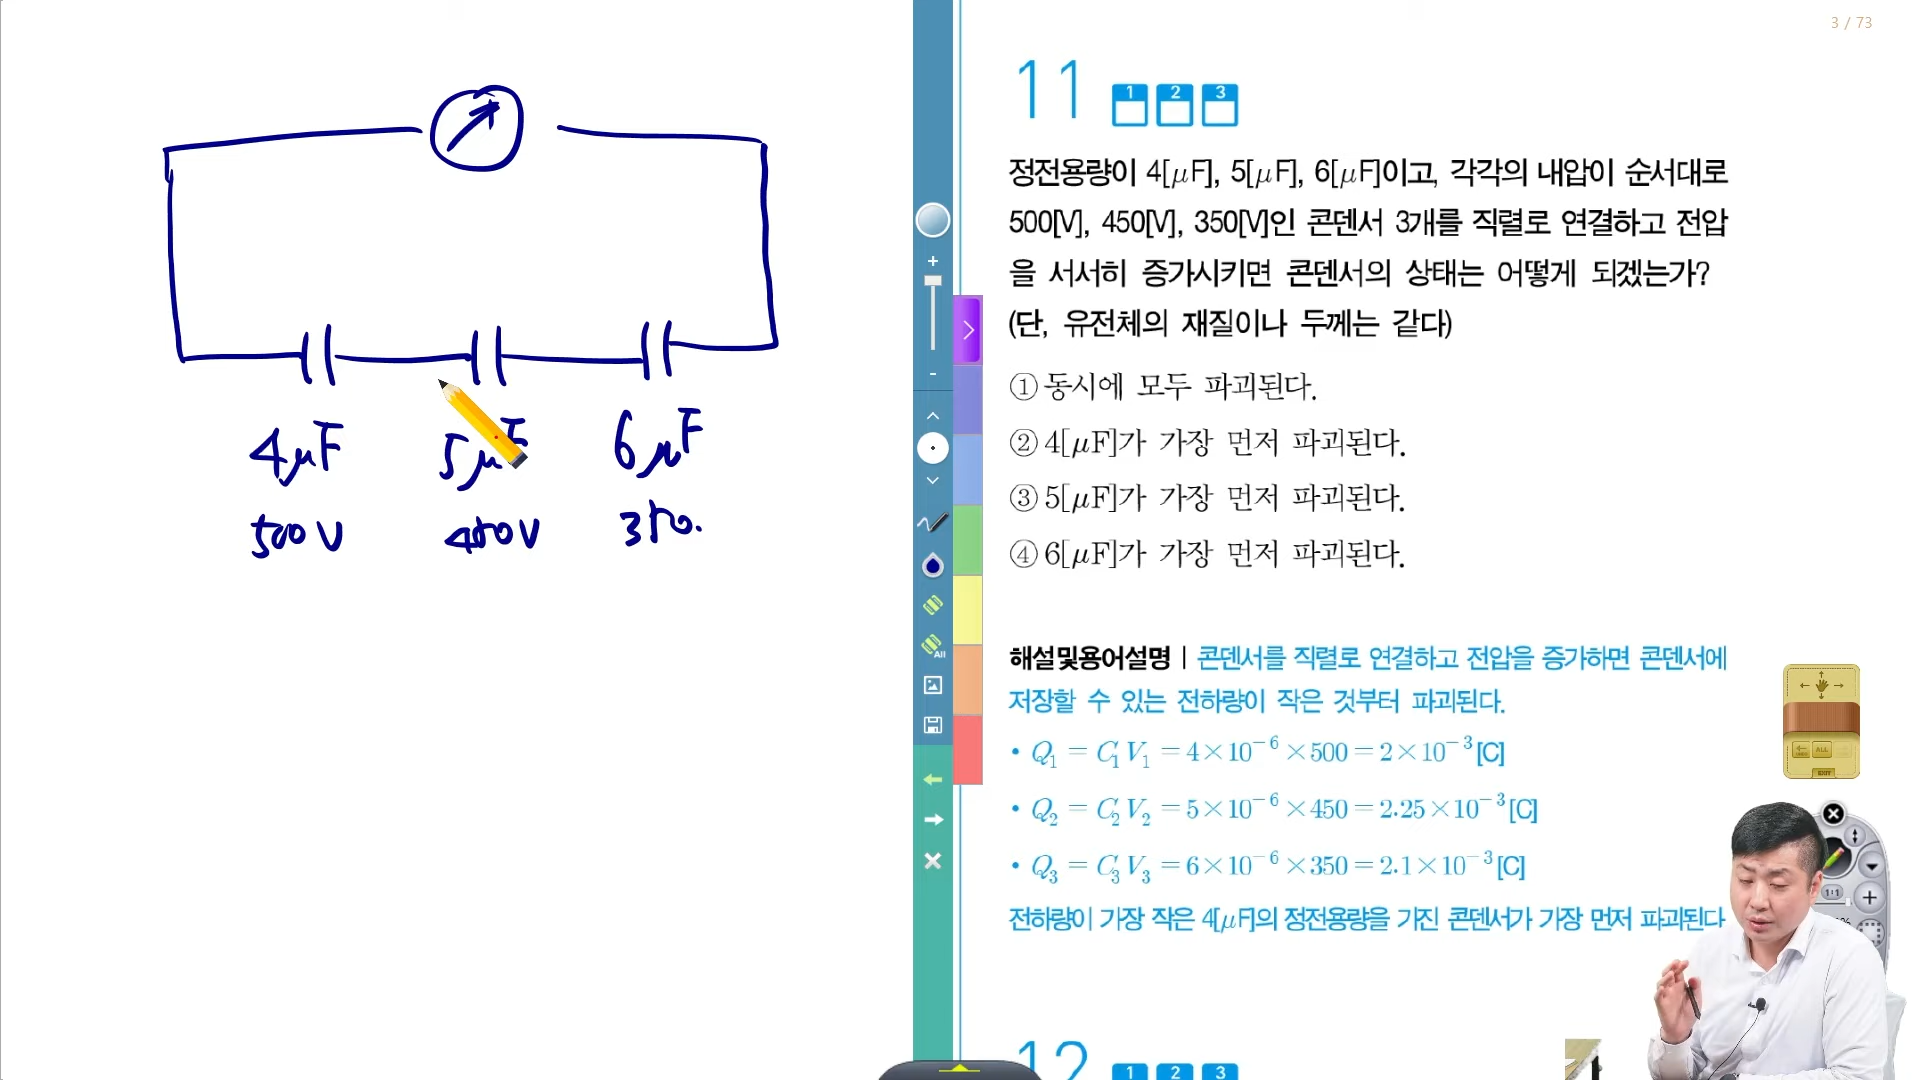 3 / 73
4μF
5μF
6μF
500V
450V
350.
All
11
1 2 3
정전용량이 4[μF], 5[μF], 6[μF]이고, 각각의 내압이 순서대로
500[V], 450[V], 350[V]인 콘덴서 3개를 직렬로 연결하고 전압
을 서서히 증가시키면 콘덴서의 상태는 어떻게 되겠는가?
(단, 유전체의 재질이나 두께는 같다)
① 동시에 모두 파괴된다.
② 4[μF]가 가장 먼저 파괴된다.
③ 5[μF]가 가장 먼저 파괴된다.
④ 6[μF]가 가장 먼저 파괴된다.
해설및용어설명 | 콘덴서를 직렬로 연결하고 전압을 증가하면 콘덴서에
저장할 수 있는 전하량이 작은 것부터 파괴된다.
• Q₁ = C₁V₁ = 4×10⁻⁶×500 = 2×10⁻³[C]
• Q₂ = C₂V₂ = 5×10⁻⁶×450 = 2.25×10⁻³[C]
• Q₃ = C₃V₃ = 6×10⁻⁶×350 = 2.1×10⁻³[C]
전하량이 가장 작은 4[μF]의 정전용량을 가진 콘덴서가 가장 먼저 파괴된다
ALL
EXIT
1:1
12
1 2 3